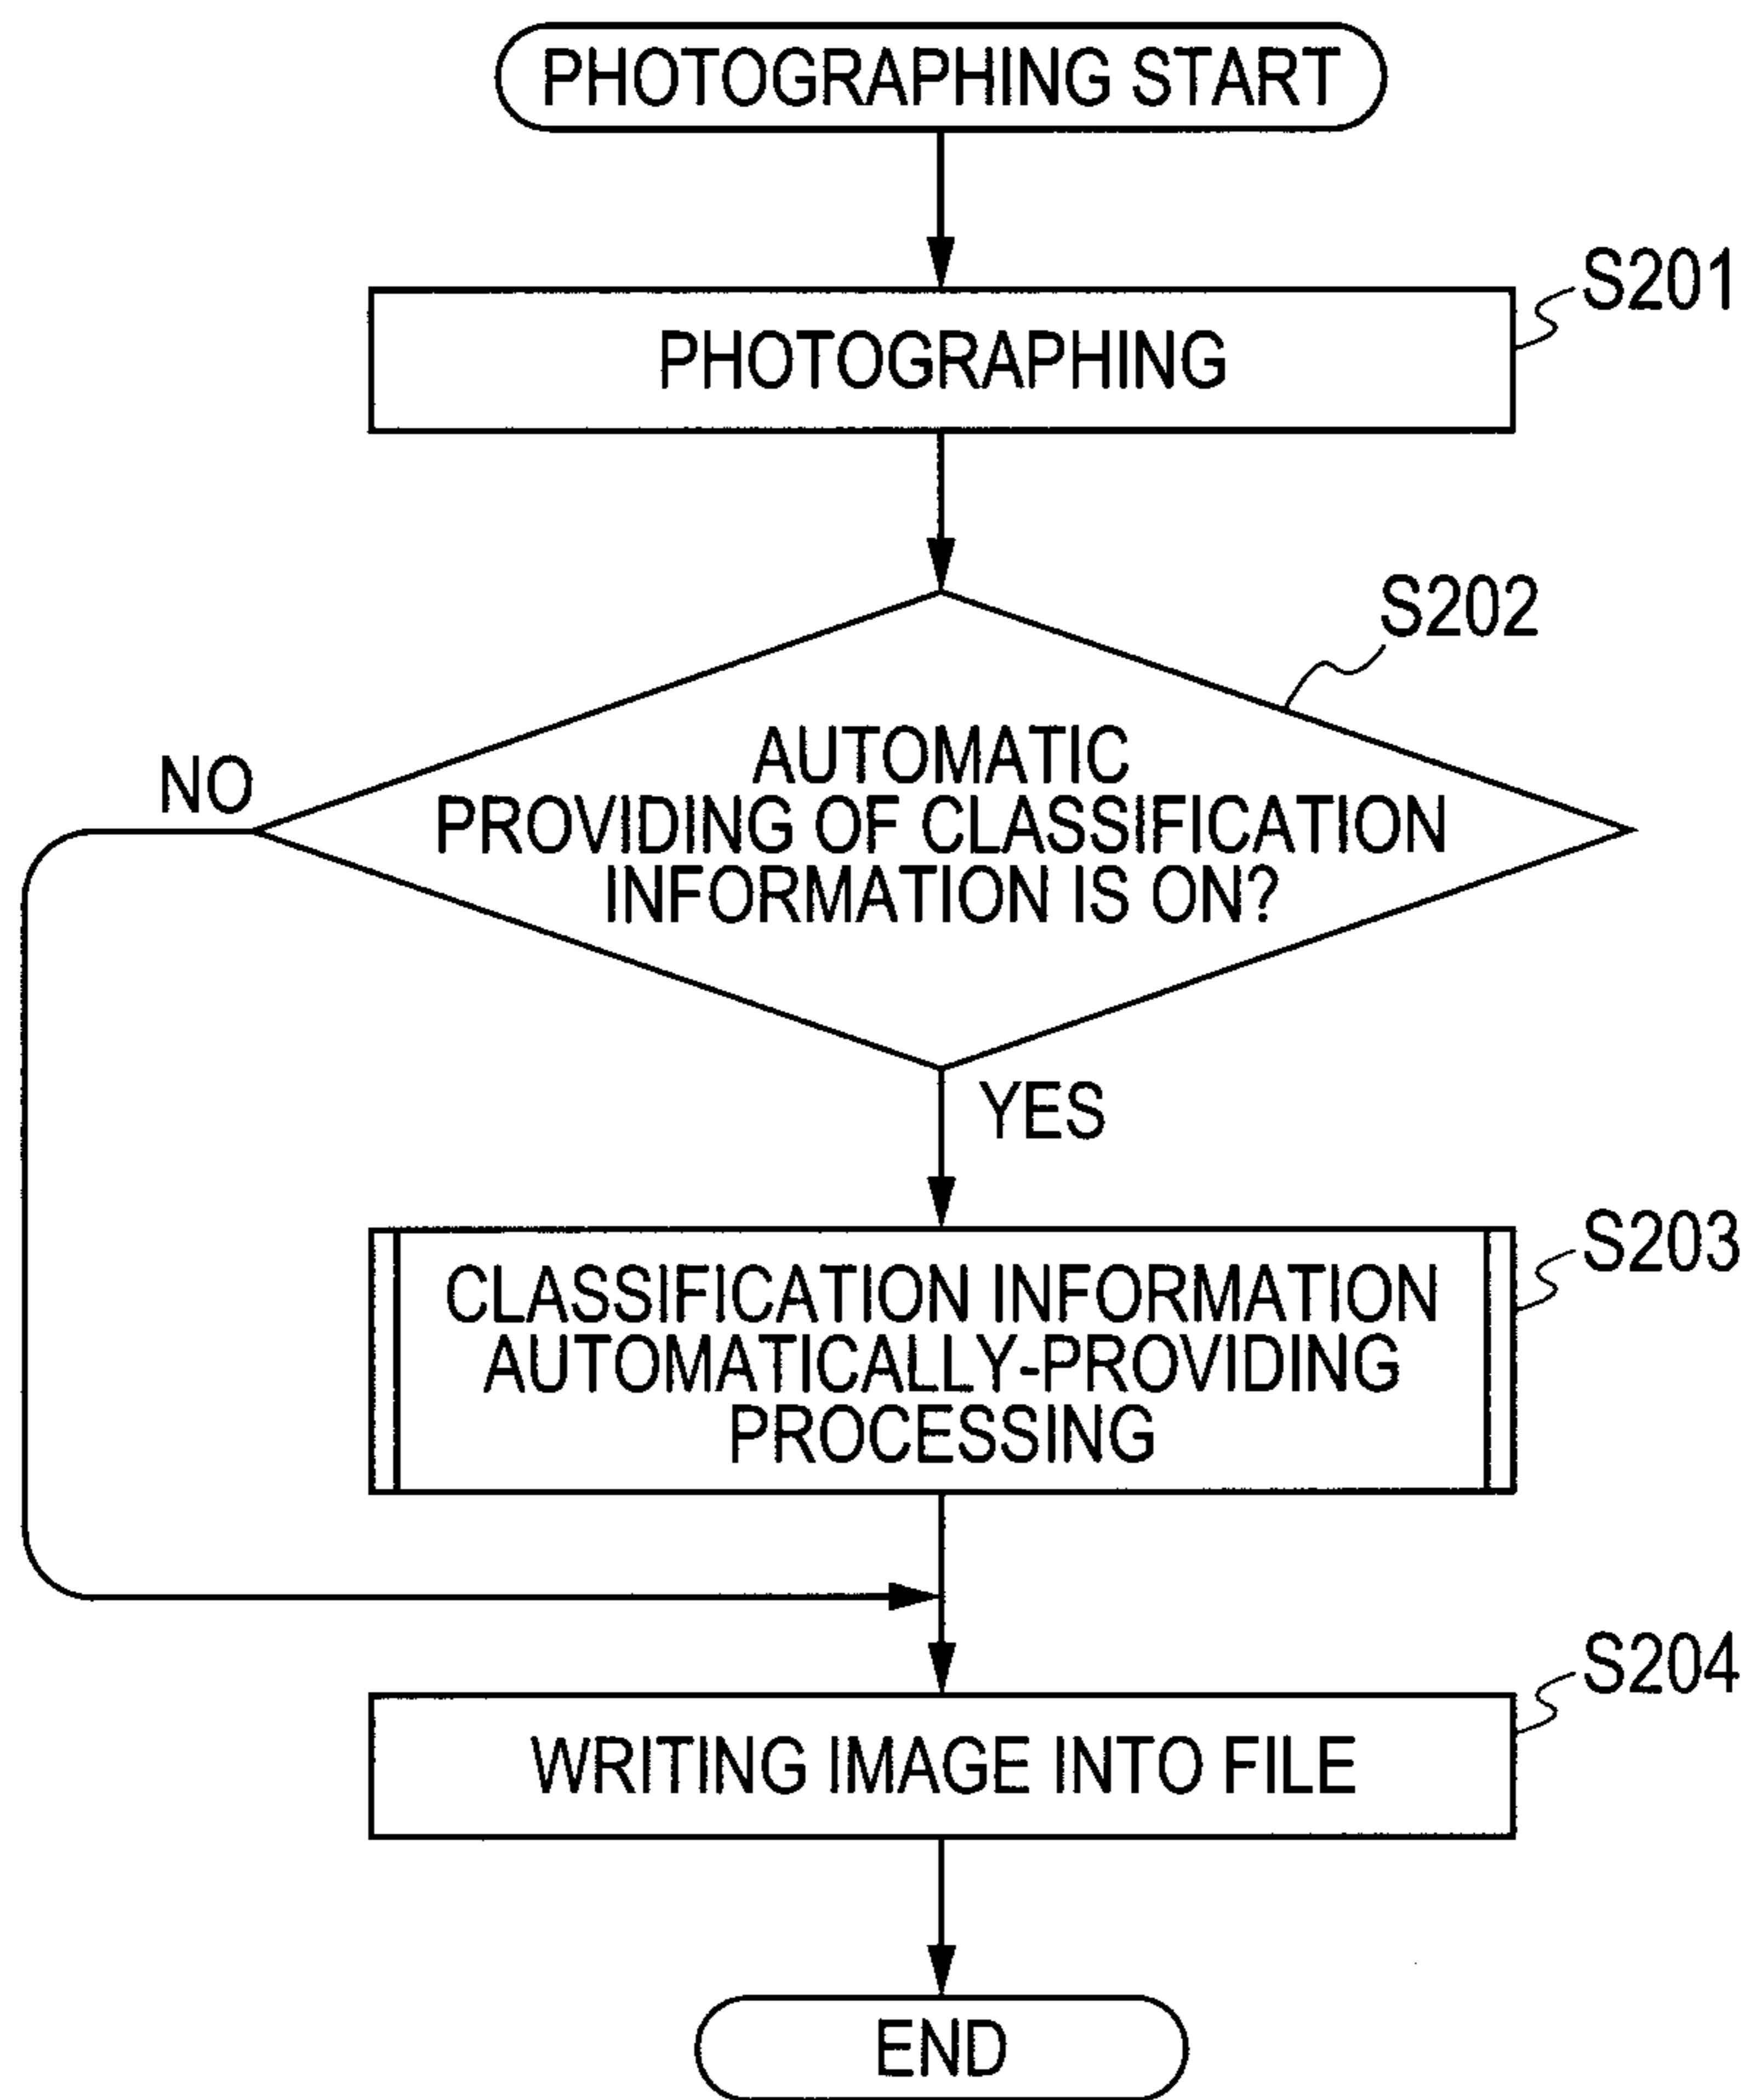 PHOTOGRAPHING START
S201
PHOTOGRAPHING
S202
AUTOMATIC
PROVIDING OF CLASSIFICATION
INFORMATION IS ON?
NO
YES
S203
CLASSIFICATION INFORMATION
AUTOMATICALLY-PROVIDING
PROCESSING
S204
WRITING IMAGE INTO FILE
END